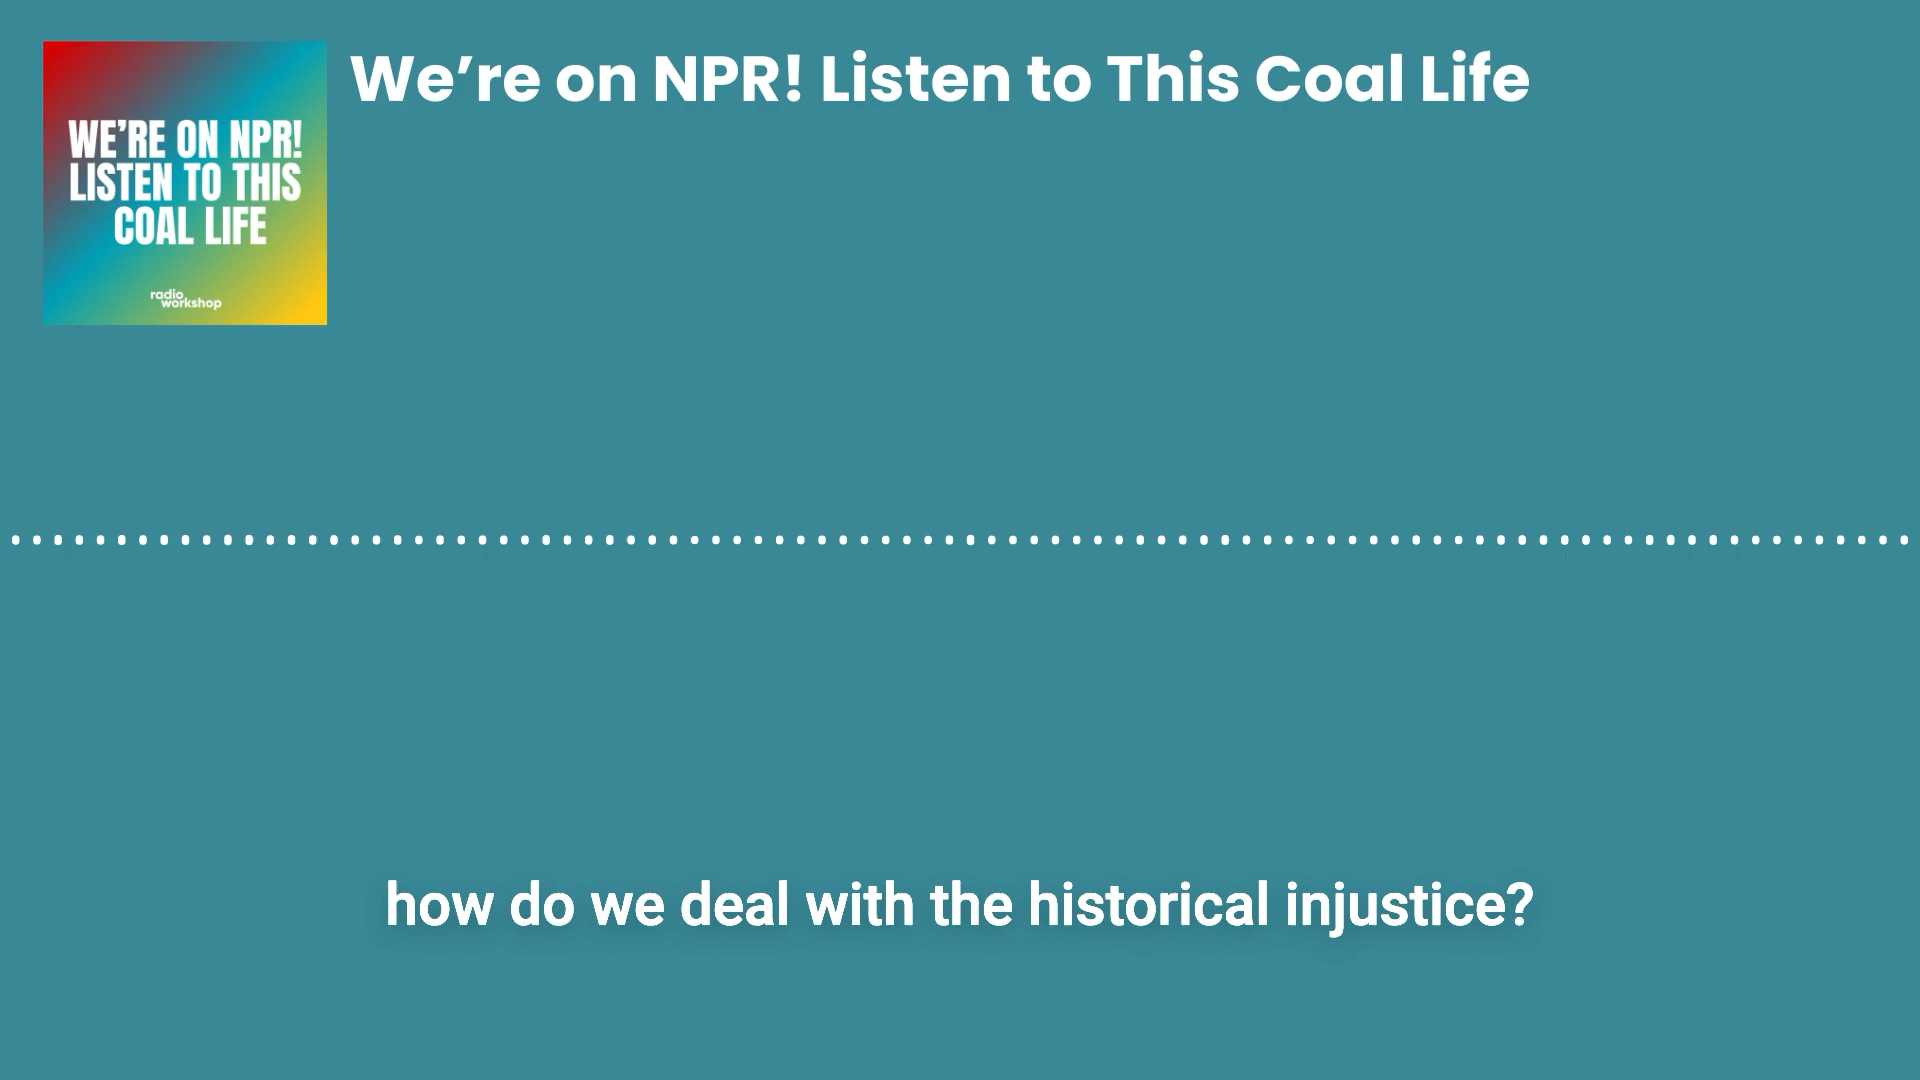 We’re on NPR! Listen to This Coal Life
WE’RE ON NPR!
LISTEN TO THIS
COAL LIFE
radio
workshop
how do we deal with the historical injustice?